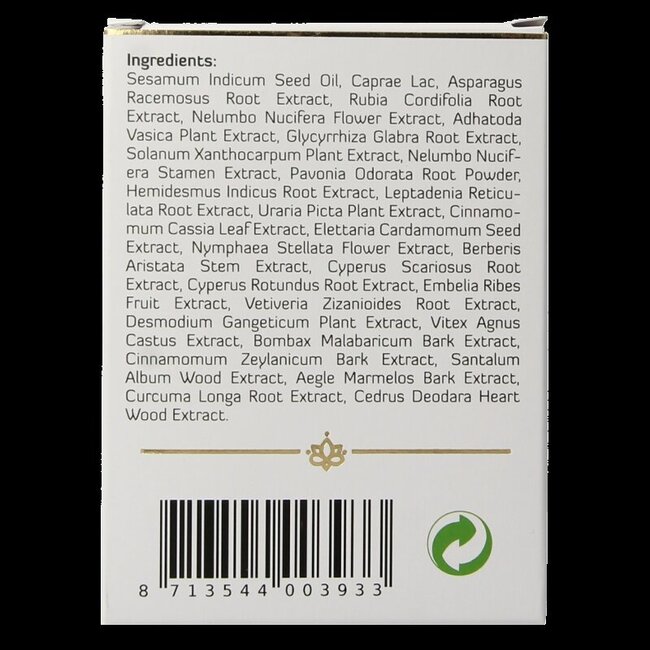 Ingredients:
Sesamum Indicum Seed Oil, Caprae Lac, Asparagus
Racemosus Root Extract, Rubia Cordifolia Root
Extract, Nelumbo Nucifera Flower Extract, Adhatoda
Vasica Plant Extract, Glycyrrhiza Glabra Root Extract,
Solanum Xanthocarpum Plant Extract, Nelumbo Nucif-
era Stamen Extract, Pavonia Odorata Root Powder,
Hemidesmus Indicus Root Extract, Leptadenia Reticu-
lata Root Extract, Uraria Picta Plant Extract, Cinnamo-
mum Cassia Leaf Extract, Elettaria Cardamomum Seed
Extract, Nymphaea Stellata Flower Extract, Berberis
Aristata Stem Extract, Cyperus Scariosus Root
Extract, Cyperus Rotundus Root Extract, Embelia Ribes
Fruit Extract, Vetiveria Zizanioides Root Extract,
Desmodium Gangeticum Plant Extract, Vitex Agnus
Castus Extract, Bombax Malabaricum Bark Extract,
Cinnamomum Zeylanicum Bark Extract, Santalum
Album Wood Extract, Aegle Marmelos Bark Extract,
Curcuma Longa Root Extract, Cedrus Deodara Heart
Wood Extract.
8 713544 003933